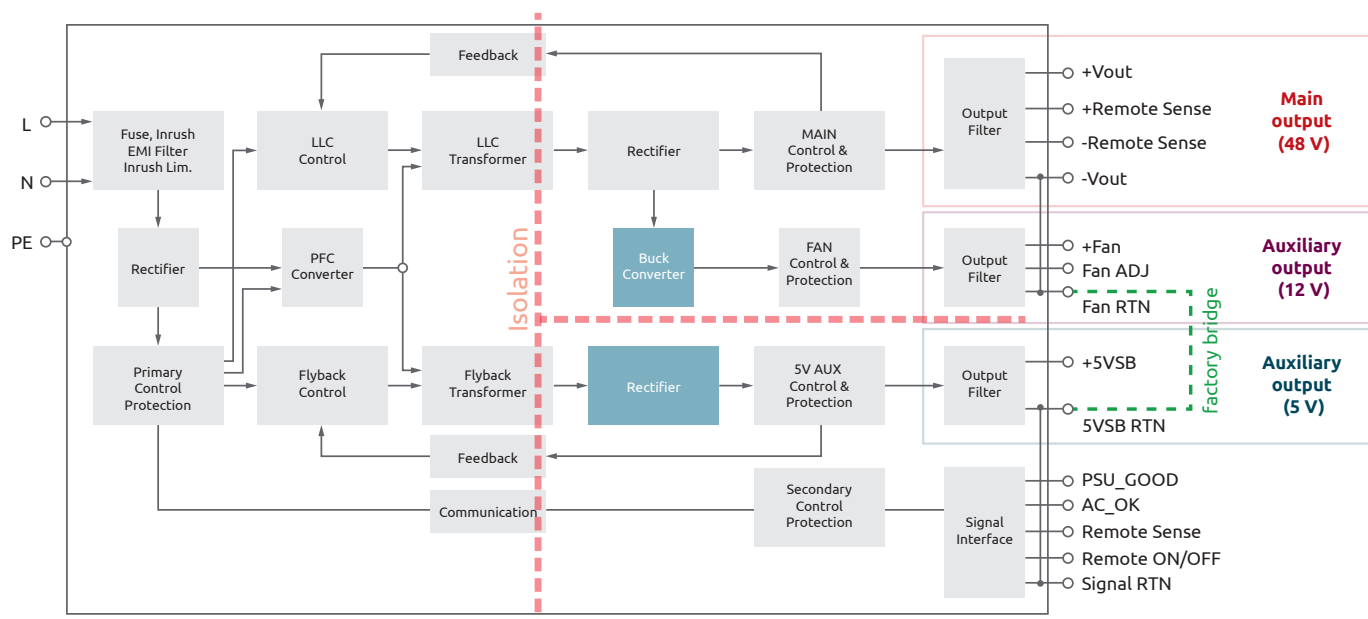 Feedback
L
N
PE
Fuse, Inrush
EMI Filter
Inrush Lim.
LLC
Control
LLC
Transformer
Rectifier
MAIN
Control &
Protection
Output
Filter
+Vout
+Remote Sense
-Remote Sense
-Vout
Main
output
(48 V)
Rectifier
PFC
Converter
Isolation
Buck
Converter
FAN
Control &
Protection
Output
Filter
+Fan
Fan ADJ
Fan RTN
Auxiliary
output
(12 V)
factory bridge
Primary
Control
Protection
Flyback
Control
Flyback
Transformer
Rectifier
5V AUX
Control &
Protection
Output
Filter
+5VSB
5VSB RTN
Auxiliary
output
(5 V)
Feedback
Communication
Secondary
Control
Protection
Signal
Interface
PSU_GOOD
AC_OK
Remote Sense
Remote ON/OFF
Signal RTN